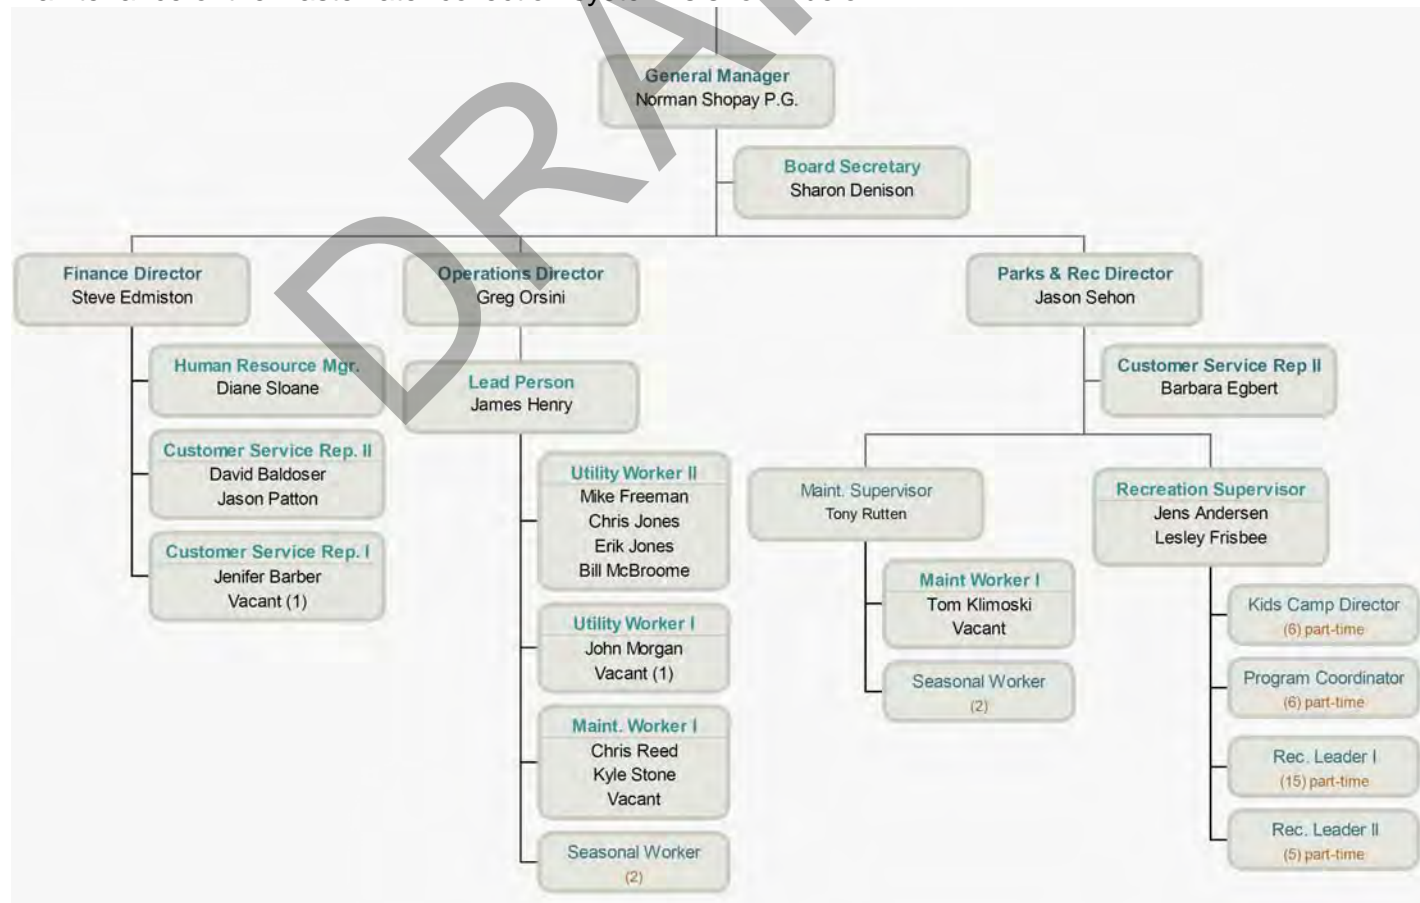 General Manager
Norman Shopay P.G.
Board Secretary
Sharon Denison
Finance Director
Steve Edmiston
Human Resource Mgr.
Diane Sloane
Customer Service Rep. II
David Baldoser
Jason Patton
Customer Service Rep. I
Jenifer Barber
Vacant (1)
Operations Director
Greg Orsini
Lead Person
James Henry
Utility Worker II
Mike Freeman
Chris Jones
Erik Jones
Bill McBroome
Utility Worker I
John Morgan
Vacant (1)
Maint. Worker I
Chris Reed
Kyle Stone
Vacant
Seasonal Worker
(2)
Parks & Rec Director
Jason Sehon
Customer Service Rep II
Barbara Egbert
Maint. Supervisor
Tony Rutten
Maint Worker I
Tom Klimoski
Vacant
Seasonal Worker
(2)
Recreation Supervisor
Jens Andersen
Lesley Frisbee
Kids Camp Director
(6) part-time
Program Coordinator
(6) part-time
Rec. Leader I
(15) part-time
Rec. Leader II
(5) part-time